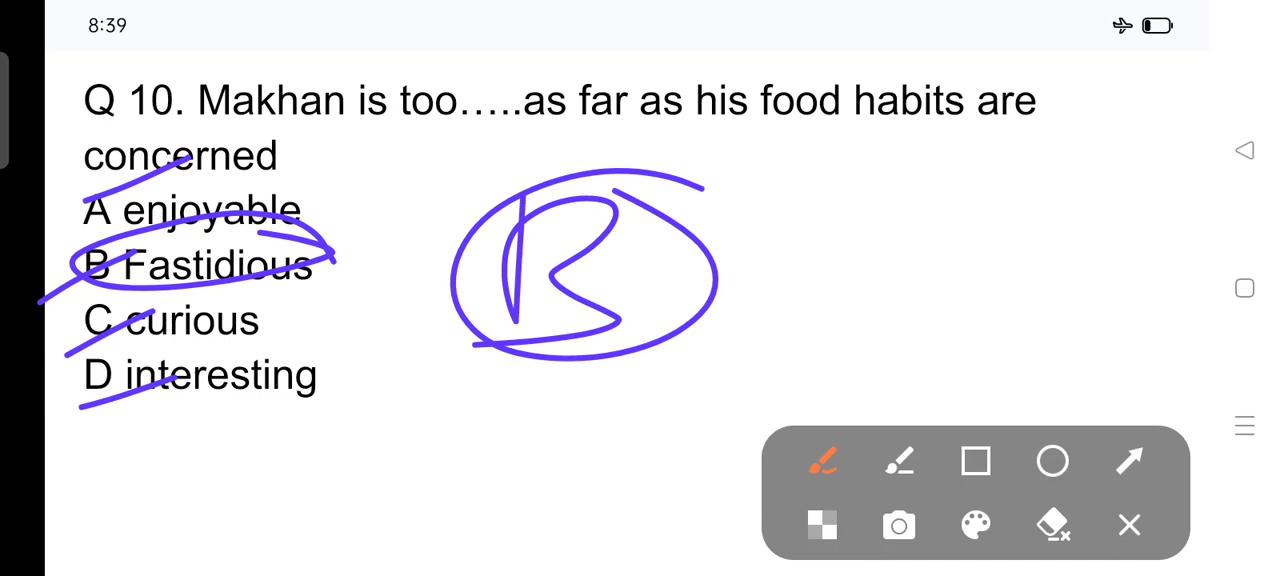 8:39
Q 10. Makhan is too.....as far as his food habits are
concerned
A enjoyable
B Fastidious
C curious
D interesting
B